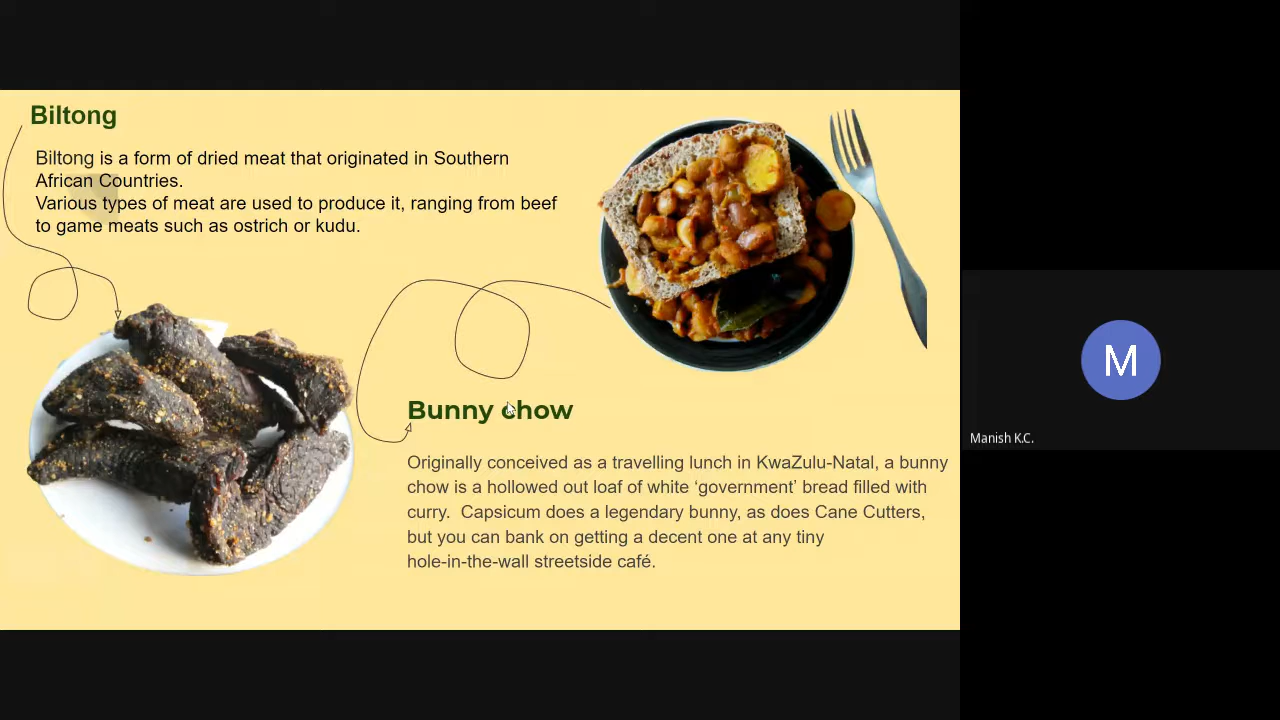 Biltong
Biltong is a form of dried meat that originated in Southern
African Countries.
Various types of meat are used to produce it, ranging from beef
to game meats such as ostrich or kudu.
Bunny chow
Originally conceived as a travelling lunch in KwaZulu-Natal, a bunny
chow is a hollowed out loaf of white ‘government’ bread filled with
curry.  Capsicum does a legendary bunny, as does Cane Cutters,
but you can bank on getting a decent one at any tiny
hole-in-the-wall streetside café.
M
Manish K.C.